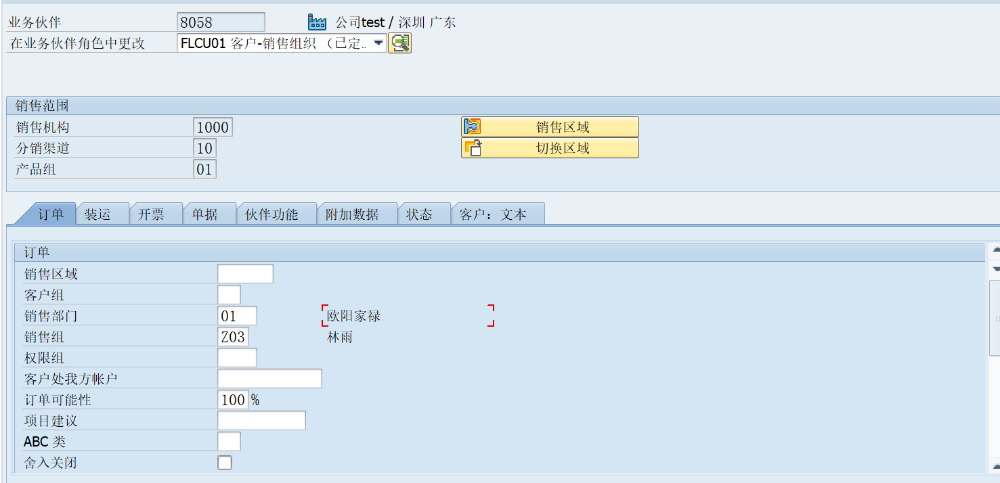 业务伙伴 8058 公司test / 深圳 广东
在业务伙伴角色中更改 FLCU01 客户-销售组织 （已定...
销售范围
销售机构 1000 销售区域
分销渠道 10 切换区域
产品组 01
订单 装运 开票 单据 伙伴功能 附加数据 状态 客户：文本
订单
销售区域
客户组
销售部门 01 欧阳家禄
销售组 Z03 林雨
权限组
客户处我方帐户
订单可能性 100 %
项目建议
ABC 类
舍入关闭